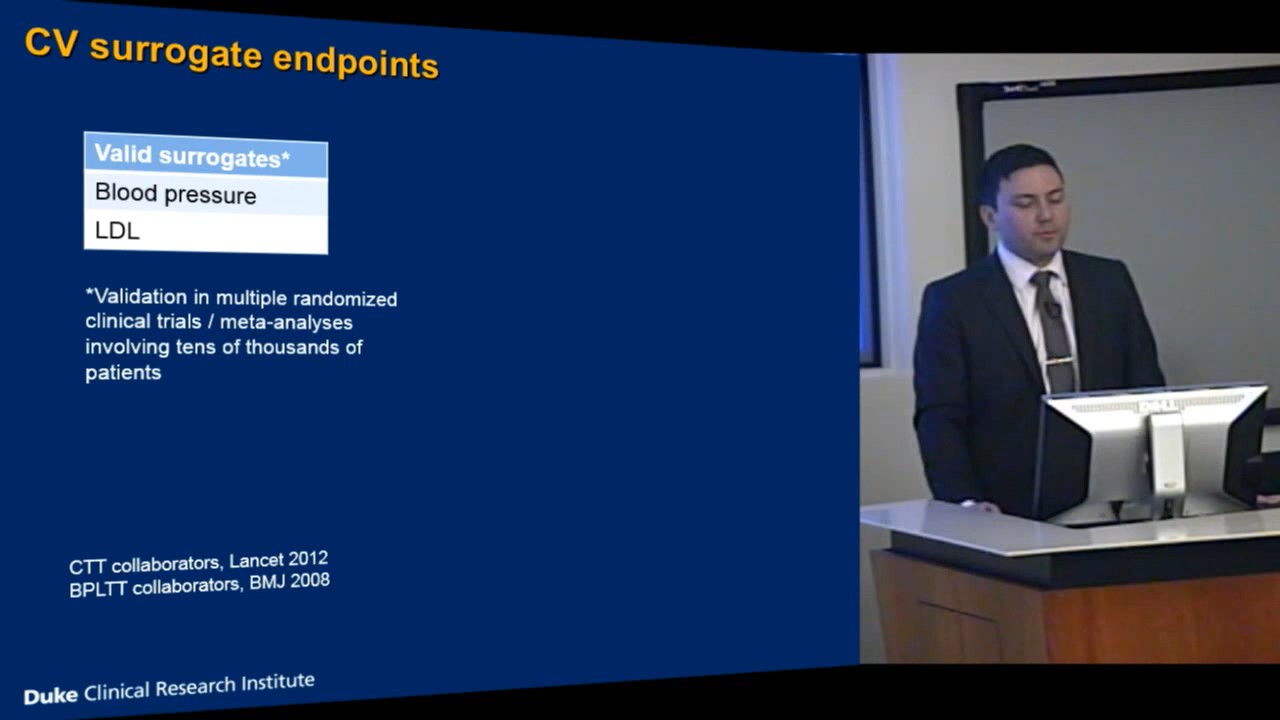 CV surrogate endpoints
Valid surrogates*
Blood pressure
LDL
*Validation in multiple randomized
clinical trials / meta-analyses
involving tens of thousands of
patients
CTT collaborators, Lancet 2012
BPLTT collaborators, BMJ 2008
Duke Clinical Research Institute
DELL